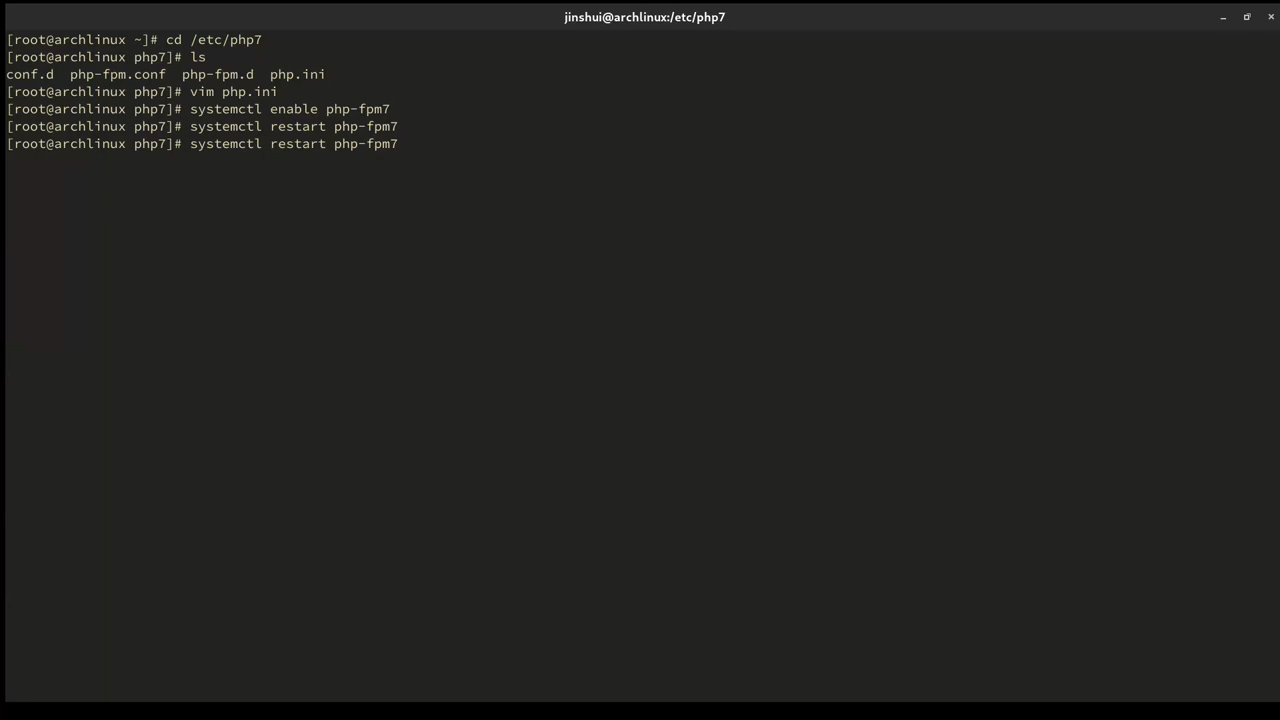 jinshui@archlinux:/etc/php7
[root@archlinux ~]# cd /etc/php7
[root@archlinux php7]# ls
conf.d  php-fpm.conf  php-fpm.d  php.ini
[root@archlinux php7]# vim php.ini
[root@archlinux php7]# systemctl enable php-fpm7
[root@archlinux php7]# systemctl restart php-fpm7
[root@archlinux php7]# systemctl restart php-fpm7